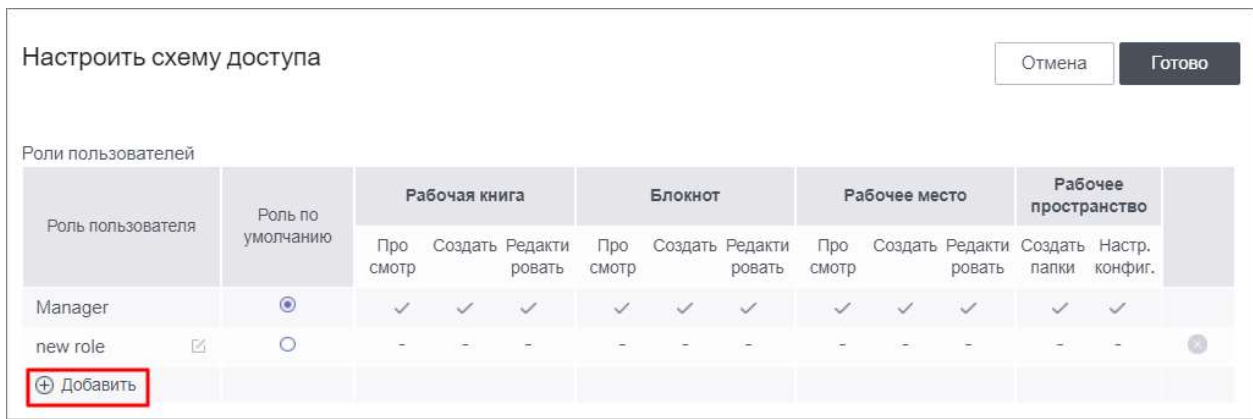 Настроить схему доступа
Отмена
Готово
Роли пользователей
Роль пользователя
Роль по
умолчанию
Рабочая книга
Блокнот
Рабочее место
Рабочее
пространство
Про
смотр
Создать
Редакти
ровать
Про
смотр
Создать
Редакти
ровать
Про
смотр
Создать
Редакти
ровать
Создать
папки
Настр.
конфиг.
Manager
new role
- - - - - - - - - - -
Добавить